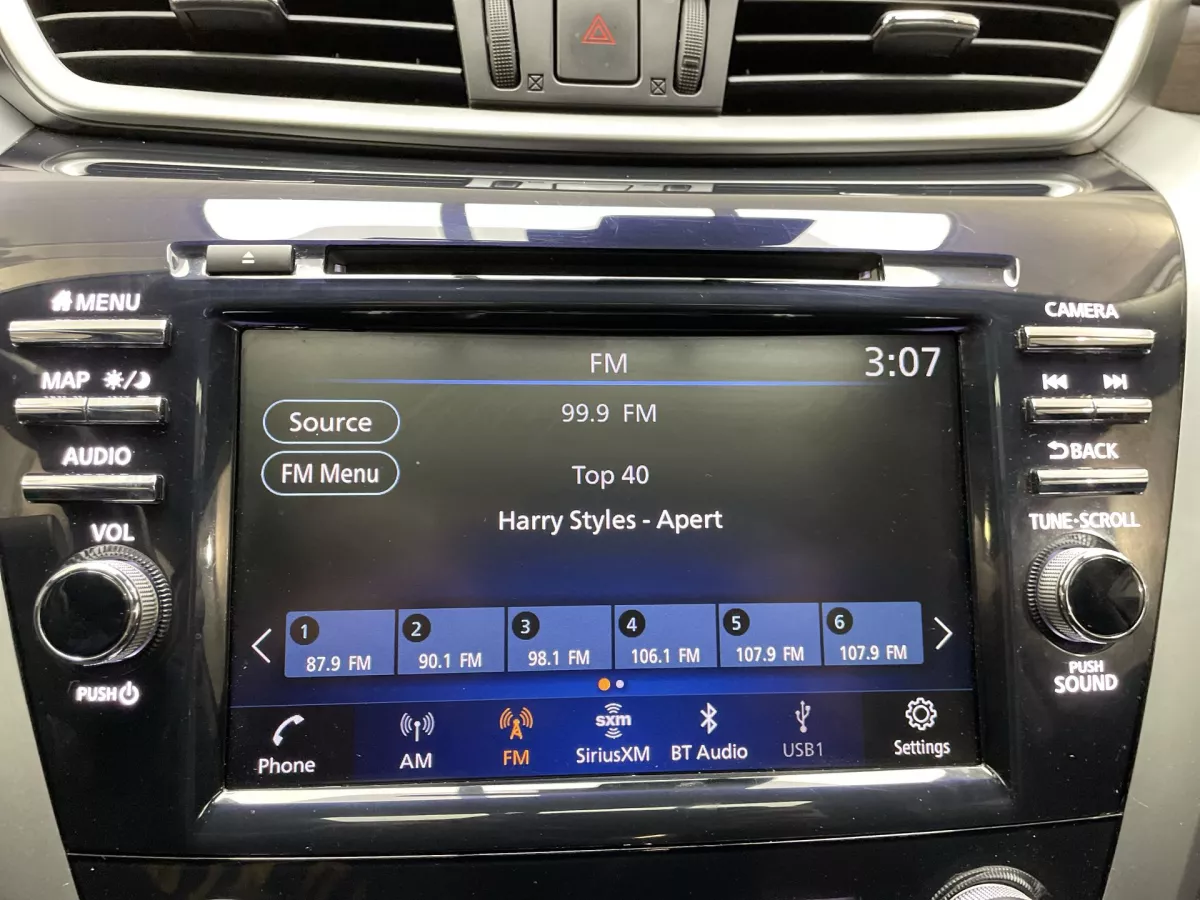 MENU
CAMERA
FM
3:07
MAP
Source
99.9 FM
AUDIO
FM Menu
Top 40
BACK
Harry Styles - Apert
VOL
TUNE·SCROLL
1
2
3
4
5
6
87.9 FM
90.1 FM
98.1 FM
106.1 FM
107.9 FM
107.9 FM
PUSH
PUSH
SOUND
sxm
Phone
AM
FM
SiriusXM
BT Audio
USB1
Settings